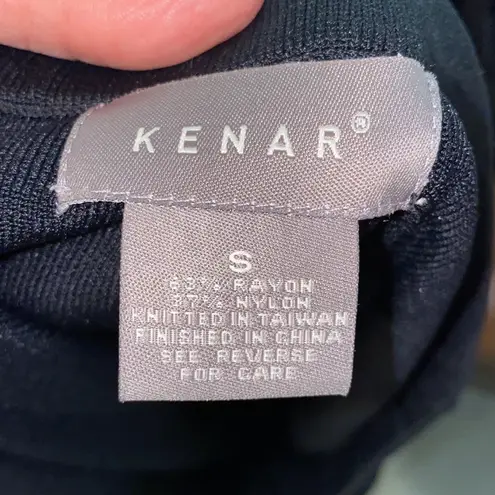 KENAR®
S
63% RAYON
37% NYLON
KNITTED IN TAIWAN
FINISHED IN CHINA
SEE REVERSE
FOR CARE